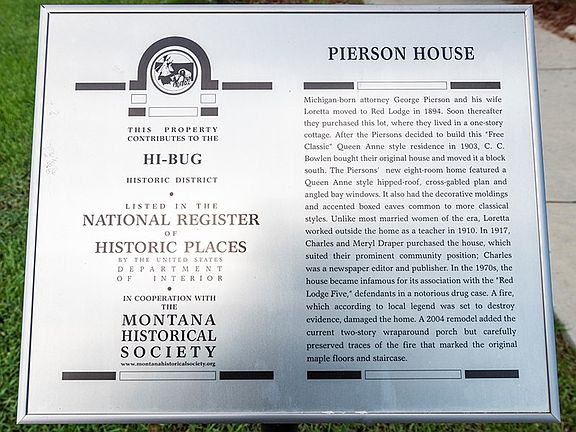 THIS PROPERTY
CONTRIBUTES TO THE
HI-BUG
HISTORIC DISTRICT
•
LISTED IN THE
NATIONAL REGISTER
OF
HISTORIC PLACES
BY THE UNITED STATES
DEPARTMENT
OF INTERIOR
•
IN COOPERATION WITH
THE
MONTANA
HISTORICAL
SOCIETY
www.montanahistoricalsociety.org
PIERSON HOUSE
Michigan-born attorney George Pierson and his wife
Loretta moved to Red Lodge in 1894. Soon thereafter
they purchased this lot, where they lived in a one-story
cottage. After the Piersons decided to build this "Free
Classic" Queen Anne style residence in 1903, C. C.
Bowlen bought their original house and moved it a block
south. The Piersons' new eight-room home featured a
Queen Anne style hipped-roof, cross-gabled plan and
angled bay windows. It also had the decorative moldings
and accented boxed eaves common to more classical
styles. Unlike most married women of the era, Loretta
worked outside the home as a teacher in 1910. In 1917,
Charles and Meryl Draper purchased the house, which
suited their prominent community position; Charles
was a newspaper editor and publisher. In the 1970s, the
house became infamous for its association with the "Red
Lodge Five," defendants in a notorious drug case. A fire,
which according to local legend was set to destroy
evidence, damaged the home. A 2004 remodel added the
current two-story wraparound porch but carefully
preserved traces of the fire that marked the original
maple floors and staircase.